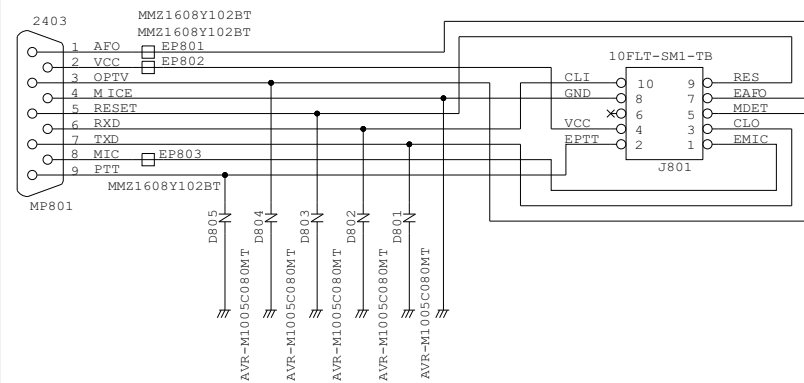 MMZ1608Y102BT
2403
MMZ1608Y102BT
1 AFO EP801
2 VCC EP802
3 OPTV
4 MICE
5 RESET
6 RXD
7 TXD
8 MIC EP803
9 PTT
MMZ1608Y102BT
MP801
10FLT-SM1-TB
CLI 10 9 RES
GND 8 7 EAFO
6 5 MDET
VCC 4 3 CLO
EPTT 2 1 EMIC
J801
D805
D804
D803
D802
D801
AVR-M1005C080MT
AVR-M1005C080MT
AVR-M1005C080MT
AVR-M1005C080MT
AVR-M1005C080MT